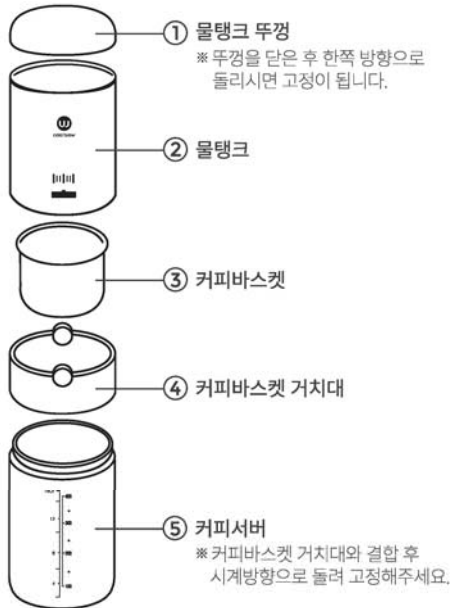 ① 물탱크 뚜껑
※ 뚜껑을 닫은 후 한쪽 방향으로
돌리시면 고정이 됩니다.
② 물탱크
③ 커피바스켓
④ 커피바스켓 거치대
⑤ 커피서버
※ 커피바스켓 거치대와 결합 후
시계방향으로 돌려 고정해주세요.